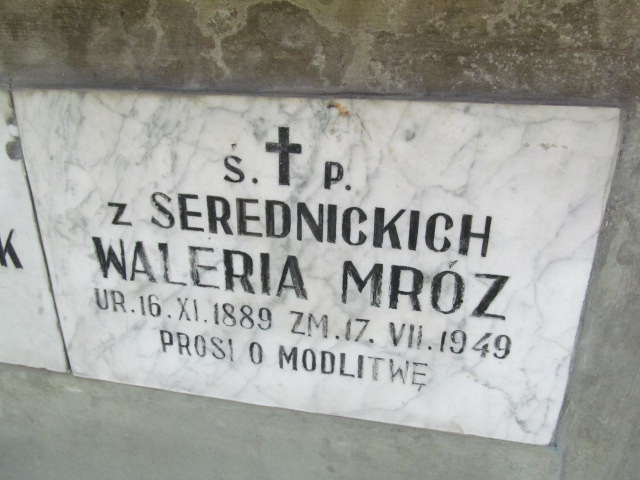 Ś. P.
Z SEREDNICKICH
WALERIA MRÓZ
UR. 16. XI. 1889 ZM. 17. VII. 1949
PROSI O MODLITWĘ
K